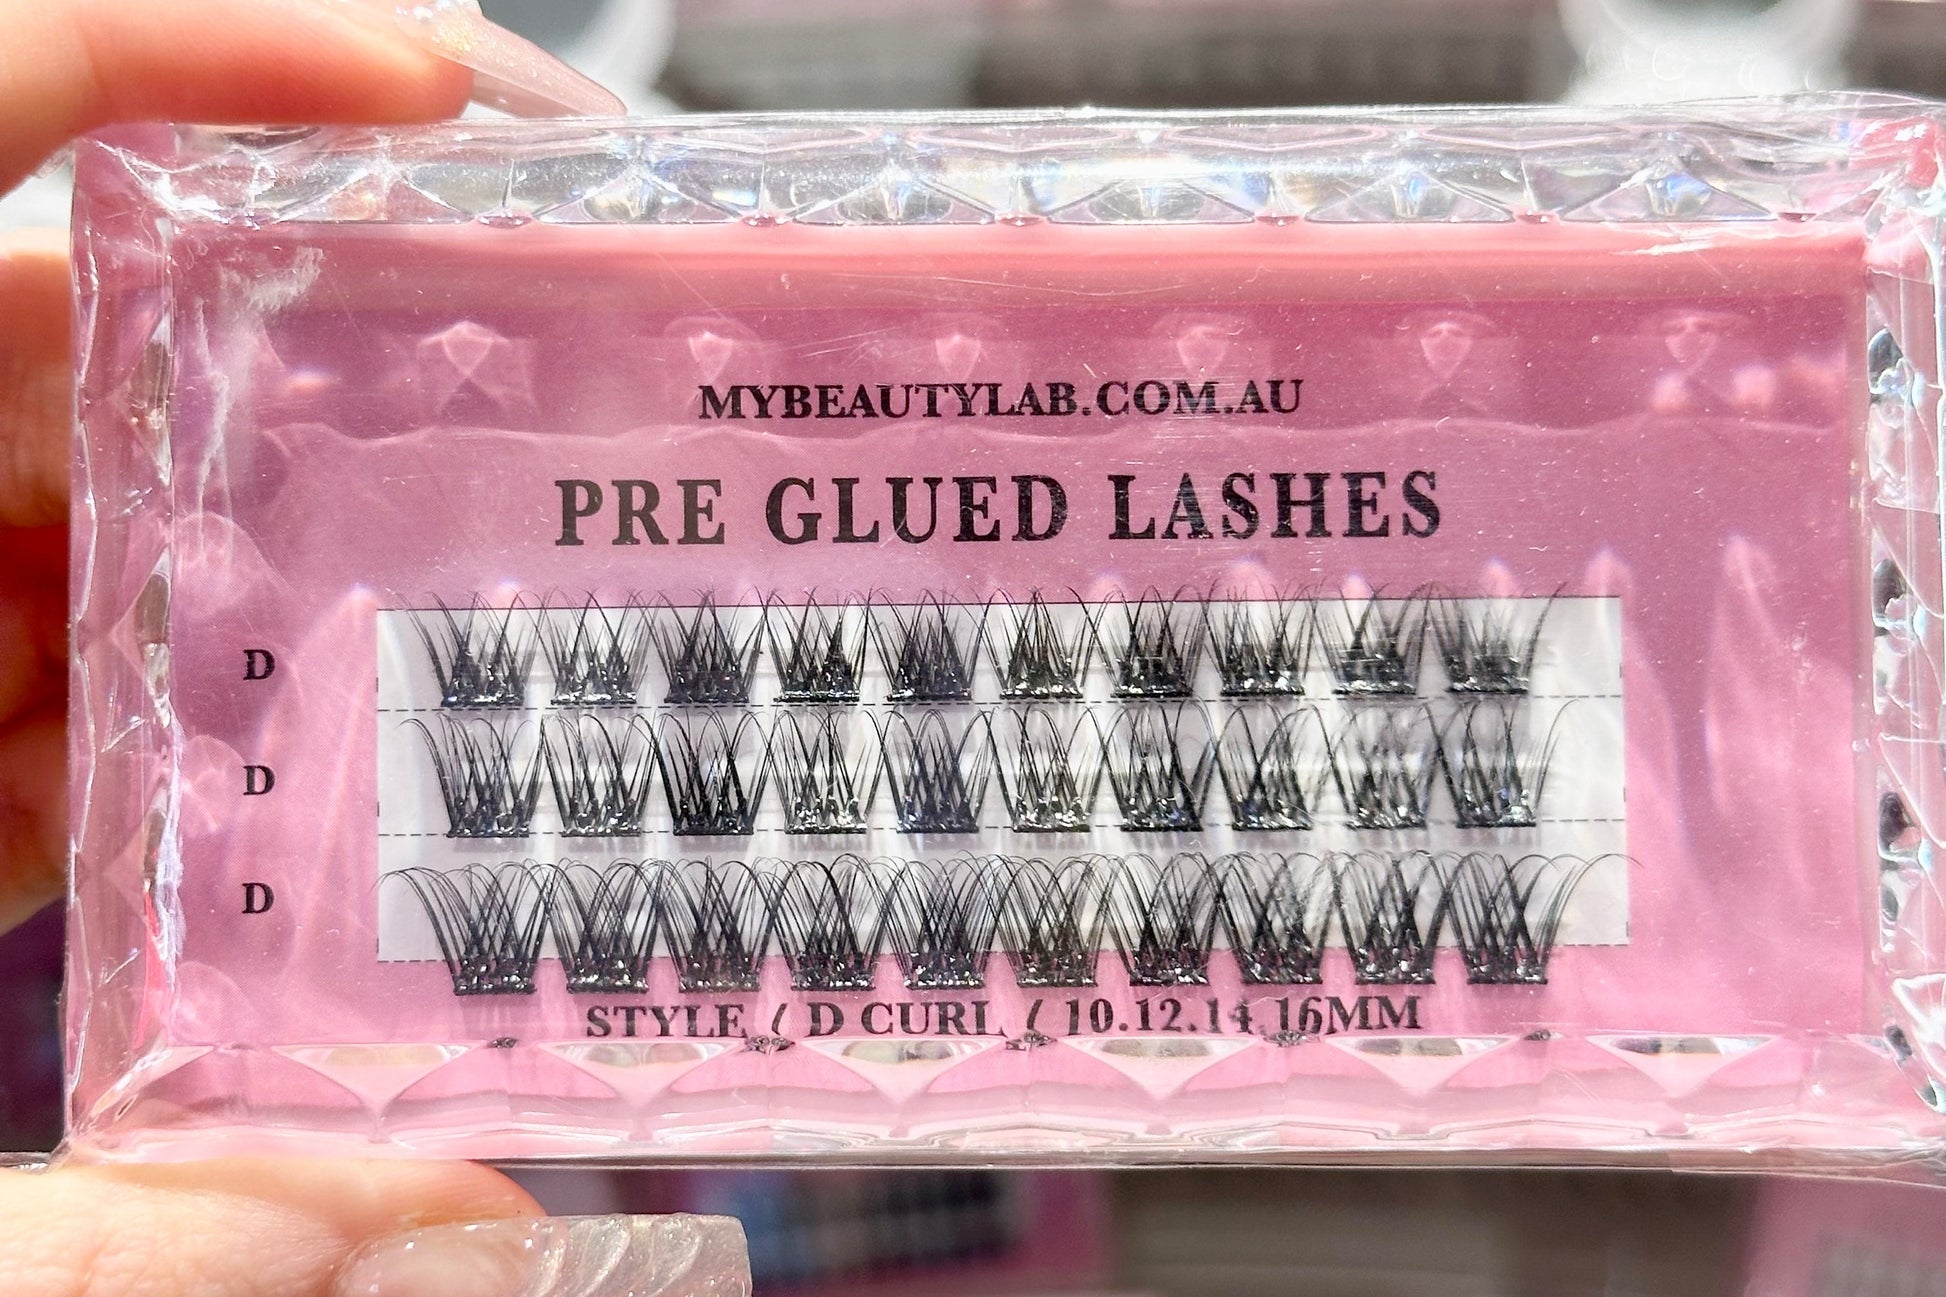 MYBEAUTYLAB.COM.AU
PRE GLUED LASHES
D
D
D
STYLE / D CURL / 10.12.14.16MM